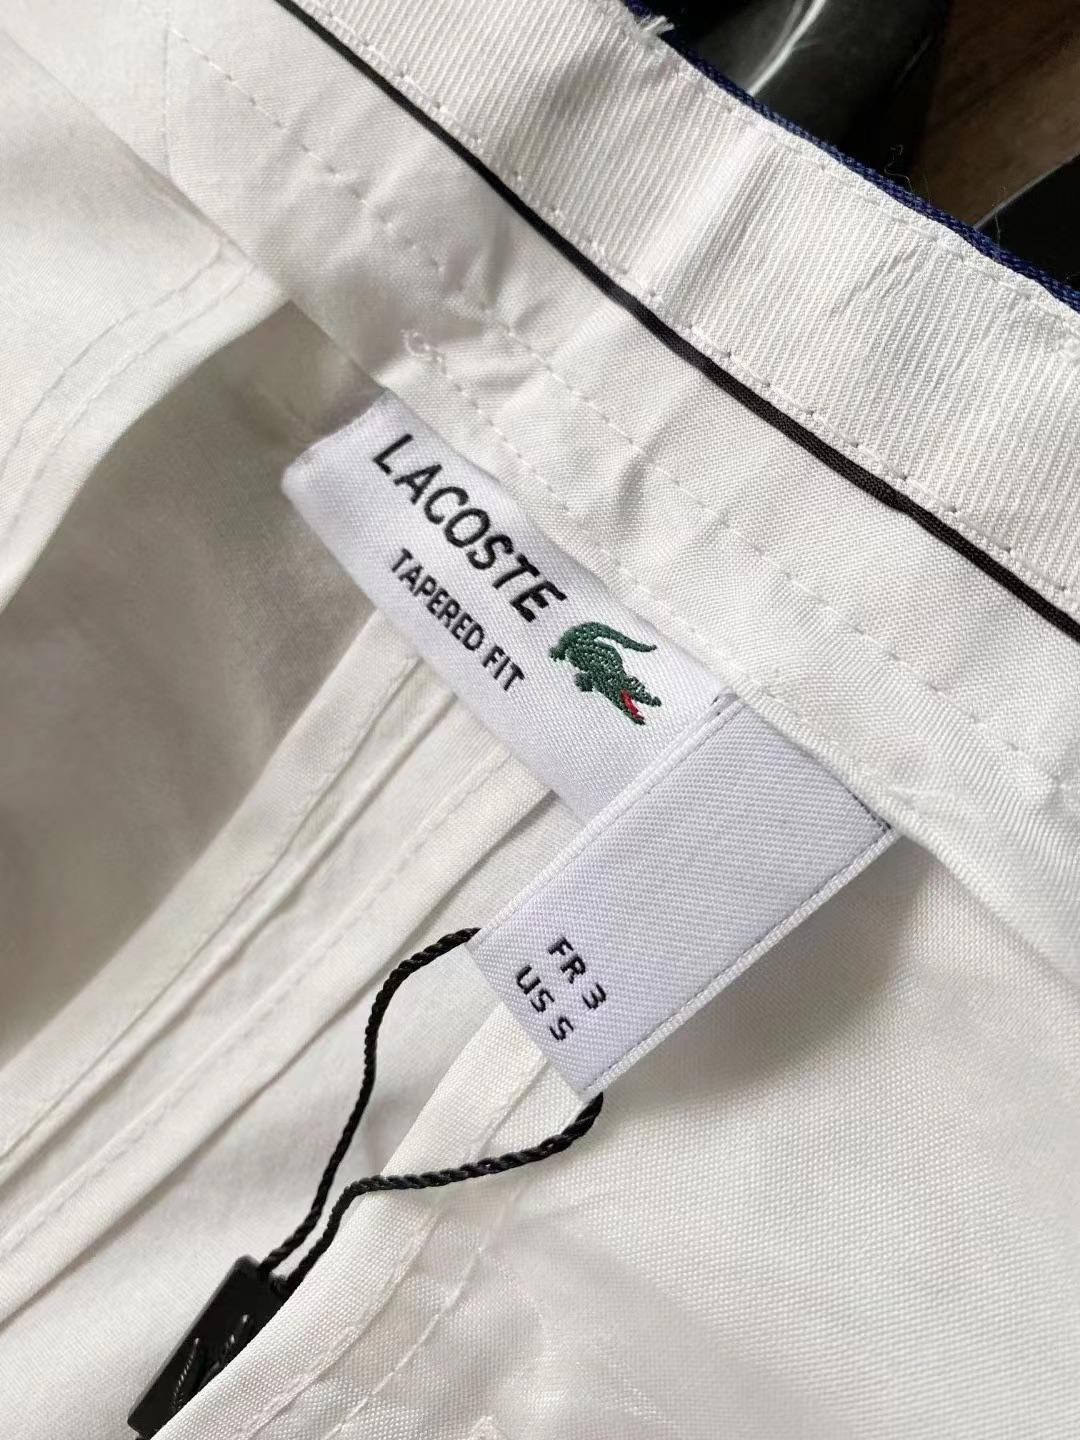 LACOSTE
TAPERED FIT
FR 3
US S